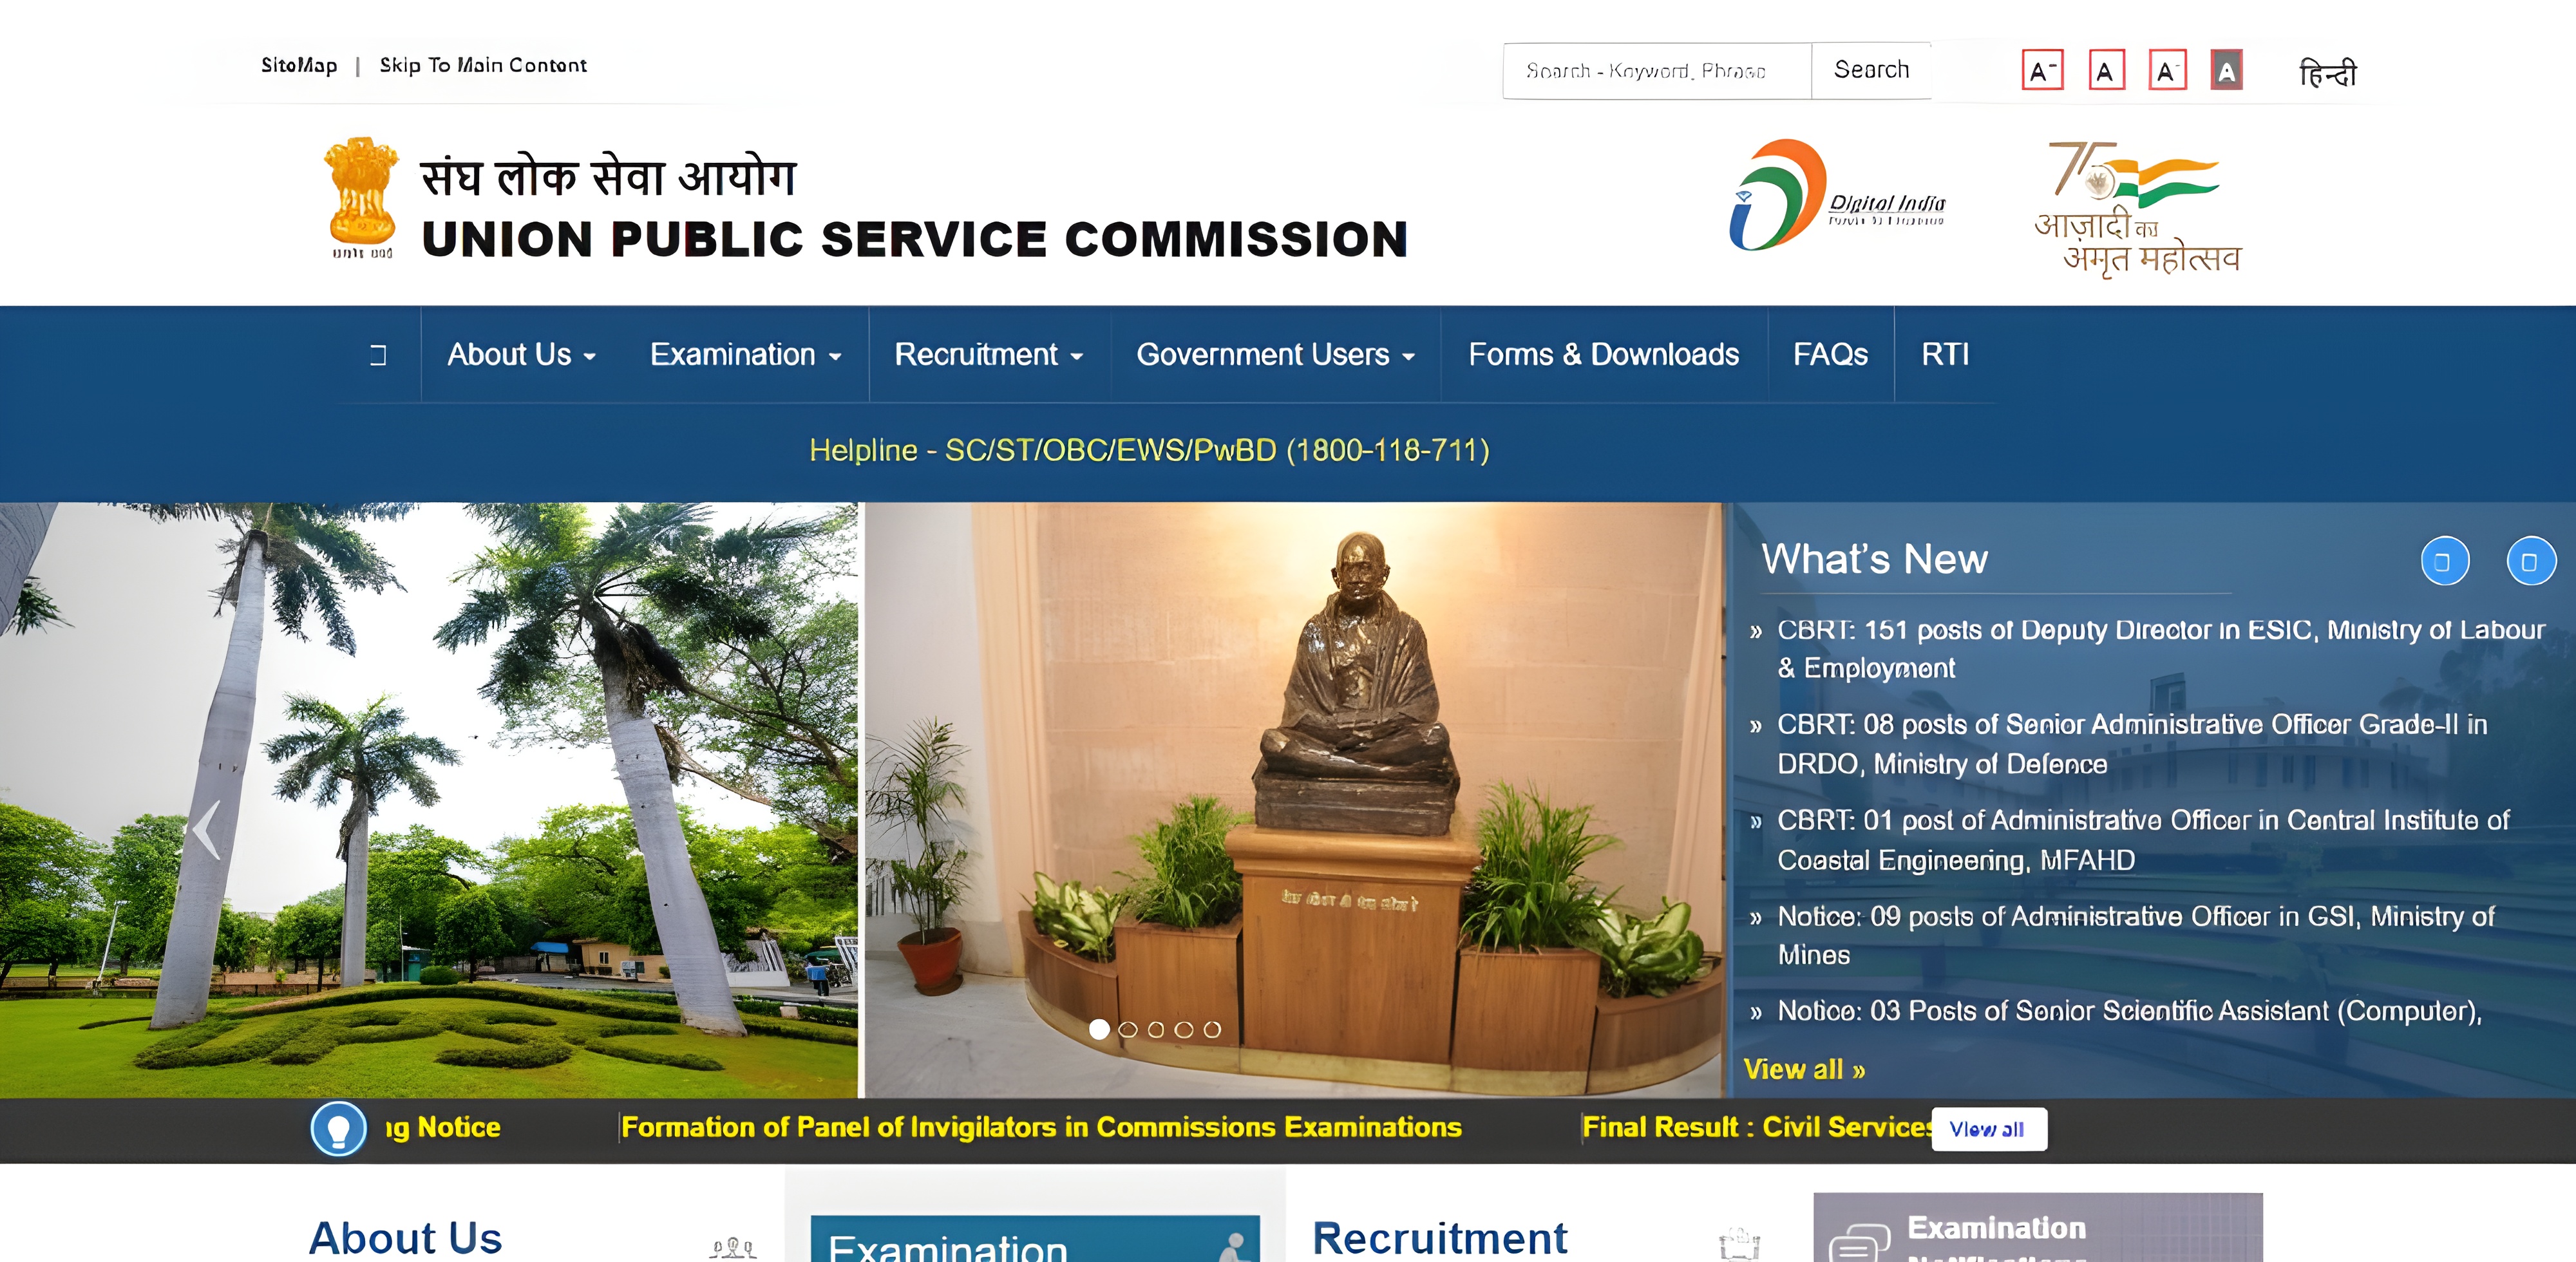 SiteMap | Skip To Main Content
Search - Keyword, Phrase
Search
A⁻ A A⁻ A
हिन्दी
संघ लोक सेवा आयोग
UNION PUBLIC SERVICE COMMISSION
Digital India
75
आज़ादी का
अमृत महोत्सव
About Us
Examination
Recruitment
Government Users
Forms & Downloads
FAQs
RTI
Helpline - SC/ST/OBC/EWS/PwBD (1800-118-711)
What's New
» CBRT: 151 posts of Deputy Director in ESIC, Ministry of Labour
& Employment
» CBRT: 08 posts of Senior Administrative Officer Grade-II in
DRDO, Ministry of Defence
» CBRT: 01 post of Administrative Officer in Central Institute of
Coastal Engineering, MFAHD
» Notice: 09 posts of Administrative Officer in GSI, Ministry of
Mines
» Notice: 03 Posts of Senior Scientific Assistant (Computer),
View all »
UPSC
ng Notice
Formation of Panel of Invigilators in Commissions Examinations
Final Result : Civil Services
View all
About Us
Examination
Recruitment
Examination
Notifications